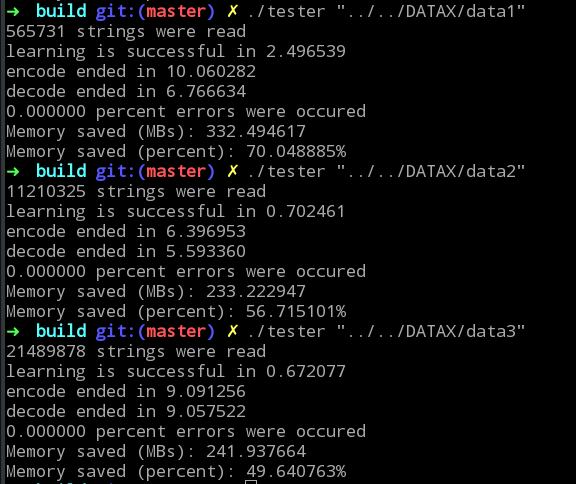 ➜  build git:(master) ✗ ./tester "../../DATAX/data1"
565731 strings were read
learning is successful in 2.496539
encode ended in 10.060282
decode ended in 6.766634
0.000000 percent errors were occured
Memory saved (MBs): 332.494617
Memory saved (percent): 70.048885%
➜  build git:(master) ✗ ./tester "../../DATAX/data2"
11210325 strings were read
learning is successful in 0.702461
encode ended in 6.396953
decode ended in 5.593360
0.000000 percent errors were occured
Memory saved (MBs): 233.222947
Memory saved (percent): 56.715101%
➜  build git:(master) ✗ ./tester "../../DATAX/data3"
21489878 strings were read
learning is successful in 0.672077
encode ended in 9.091256
decode ended in 9.057522
0.000000 percent errors were occured
Memory saved (MBs): 241.937664
Memory saved (percent): 49.640763%